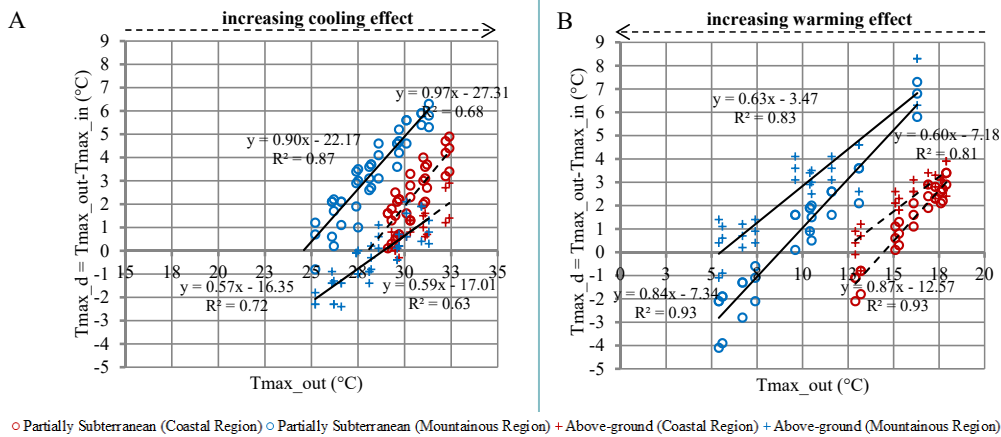 A
increasing cooling effect
Tmax_d = Tmax_out-Tmax_in (°C)
9
8
7
6
5
4
3
2
1
0
-1
-2
-3
-4
-5
y = 0.97x - 27.31
R² = 0.68
y = 0.90x - 22.17
R² = 0.87
15
18
20
23
25
28
30
33
35
y = 0.57x - 16.35
R² = 0.72
y = 0.59x - 17.01
R² = 0.63
Tmax_out (°C)
B
increasing warming effect
Tmax_d = Tmax_out-Tmax_in (°C)
9
8
7
6
5
4
3
2
1
0
-1
-2
-3
-4
-5
y = 0.63x - 3.47
R² = 0.83
y = 0.60x - 7.18
R² = 0.81
0
3
5
8
10
13
15
18
20
y = 0.84x - 7.34
R² = 0.93
y = 0.87x - 12.57
R² = 0.93
Tmax_out (°C)
Partially Subterranean (Coastal Region) Partially Subterranean (Mountainous Region) Above-ground (Coastal Region) Above-ground (Mountainous Region)